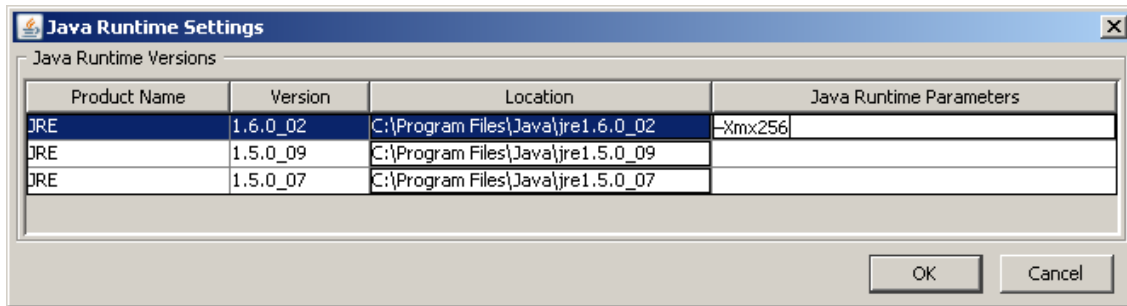 Java Runtime Settings
Java Runtime Versions
Product Name Version Location Java Runtime Parameters
JRE 1.6.0_02 C:\Program Files\Java\jre1.6.0_02 -Xmx256
JRE 1.5.0_09 C:\Program Files\Java\jre1.5.0_09
JRE 1.5.0_07 C:\Program Files\Java\jre1.5.0_07
OK Cancel